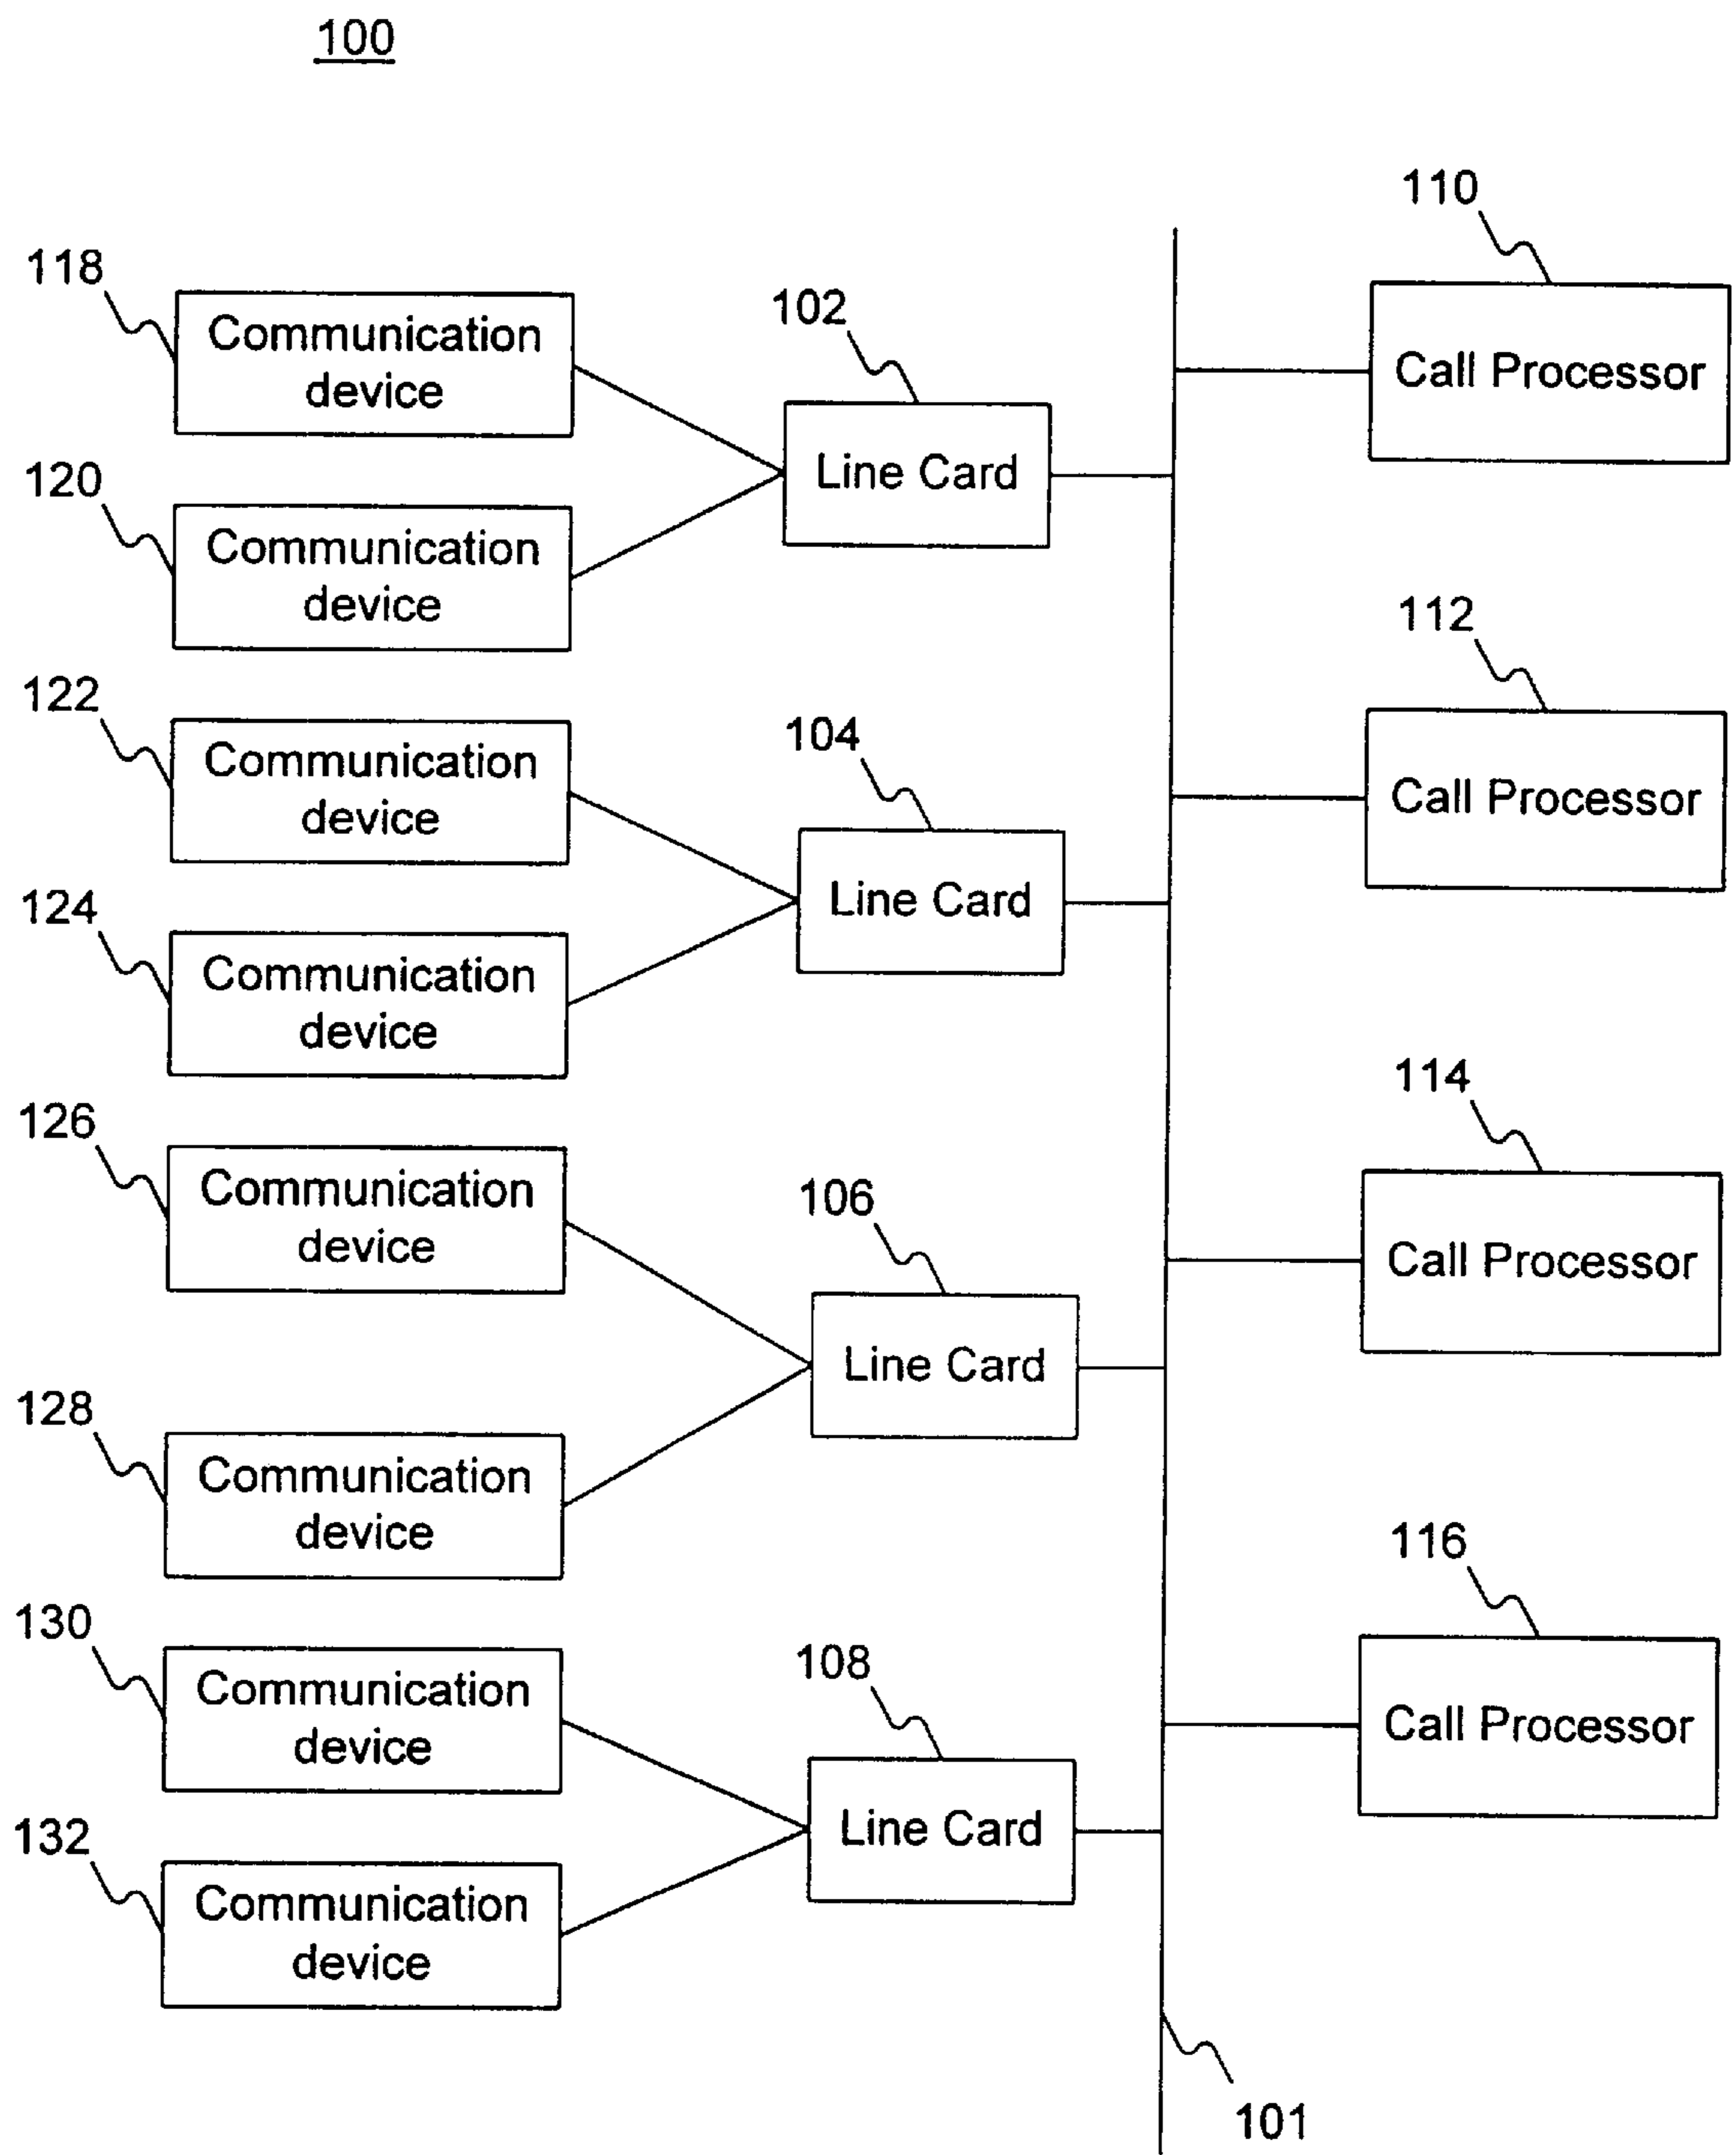 100
110
118
Communication
device
102
Call Processor
Line Card
120
Communication
device
112
122
Communication
device
104
Call Processor
Line Card
124
Communication
device
114
126
Communication
device
106
Call Processor
Line Card
128
Communication
device
116
130
Communication
device
108
Call Processor
Line Card
132
Communication
device
101